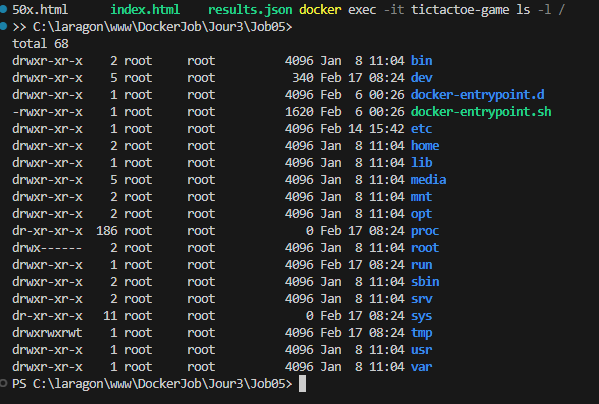 50x.html index.html results.json docker exec -it tictactoe-game ls -l /
>> C:\laragon\www\DockerJob\Jour3\Job05>
total 68
drwxr-xr-x 2 root root 4096 Jan 8 11:04 bin
drwxr-xr-x 5 root root 340 Feb 17 08:24 dev
drwxr-xr-x 1 root root 4096 Feb 6 00:26 docker-entrypoint.d
-rwxr-xr-x 1 root root 1620 Feb 6 00:26 docker-entrypoint.sh
drwxr-xr-x 1 root root 4096 Feb 14 15:42 etc
drwxr-xr-x 2 root root 4096 Jan 8 11:04 home
drwxr-xr-x 1 root root 4096 Jan 8 11:04 lib
drwxr-xr-x 5 root root 4096 Jan 8 11:04 media
drwxr-xr-x 2 root root 4096 Jan 8 11:04 mnt
drwxr-xr-x 2 root root 4096 Jan 8 11:04 opt
dr-xr-xr-x 186 root root 0 Feb 17 08:24 proc
drwx------ 2 root root 4096 Jan 8 11:04 root
drwxr-xr-x 1 root root 4096 Feb 17 08:24 run
drwxr-xr-x 2 root root 4096 Jan 8 11:04 sbin
drwxr-xr-x 2 root root 4096 Jan 8 11:04 srv
dr-xr-xr-x 11 root root 0 Feb 17 08:24 sys
drwxrwxrwt 1 root root 4096 Feb 17 08:24 tmp
drwxr-xr-x 1 root root 4096 Jan 8 11:04 usr
drwxr-xr-x 1 root root 4096 Jan 8 11:04 var
PS C:\laragon\www\DockerJob\Jour3\Job05>